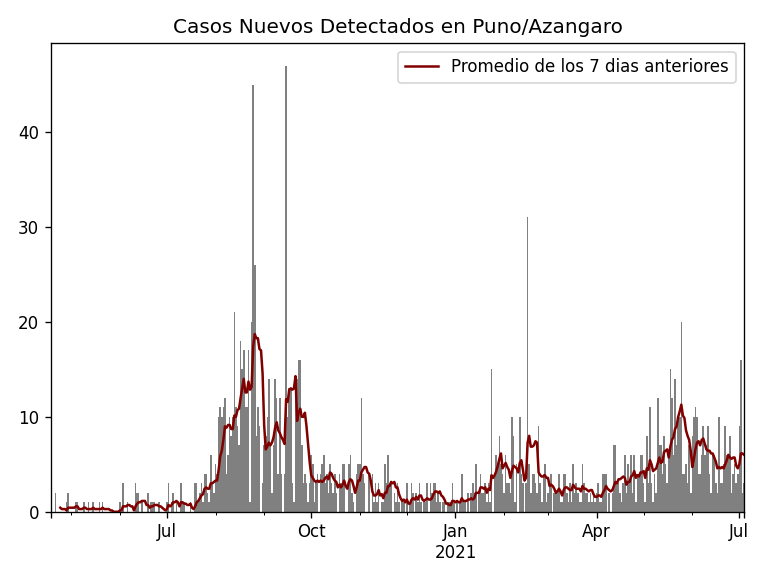 Casos Nuevos Detectados en Puno/Azangaro
Promedio de los 7 dias anteriores
40
30
20
10
0
Jul
Oct
Jan
2021
Apr
Jul